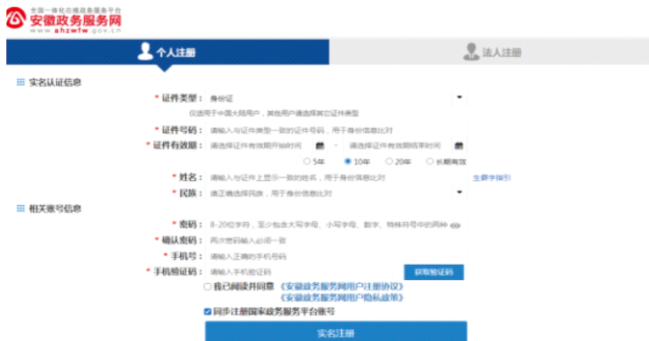 全国一体化在线政务服务平台
安徽政务服务网
www.ahzwfw.gov.cn
个人注册 法人注册
实名认证信息
* 证件类型： 身份证
仅适用于中国大陆用户，其他用户请选择其它证件类型
* 证件号码： 请输入与证件类型一致的证件号码，用于身份信息比对
* 证件有效期： 请选择证件有效期开始时间 - 请选择证件有效期结束时间
5年 10年 20年 长期有效
* 姓名： 请输入与证件上显示一致的姓名，用于身份信息比对 生僻字指引
* 民族： 请正确选择民族，用于身份信息比对
相关账号信息
* 密码： 8-20位字符，至少包含大写字母、小写字母、数字、特殊符号中的两种
* 确认密码： 两次密码输入必须一致
* 手机号： 请输入正确的手机号码
* 手机验证码： 请输入手机验证码 获取验证码
我已阅读并同意 《安徽政务服务网用户注册协议》
《安徽政务服务网用户隐私政策》
同步注册国家政务服务平台账号
实名注册